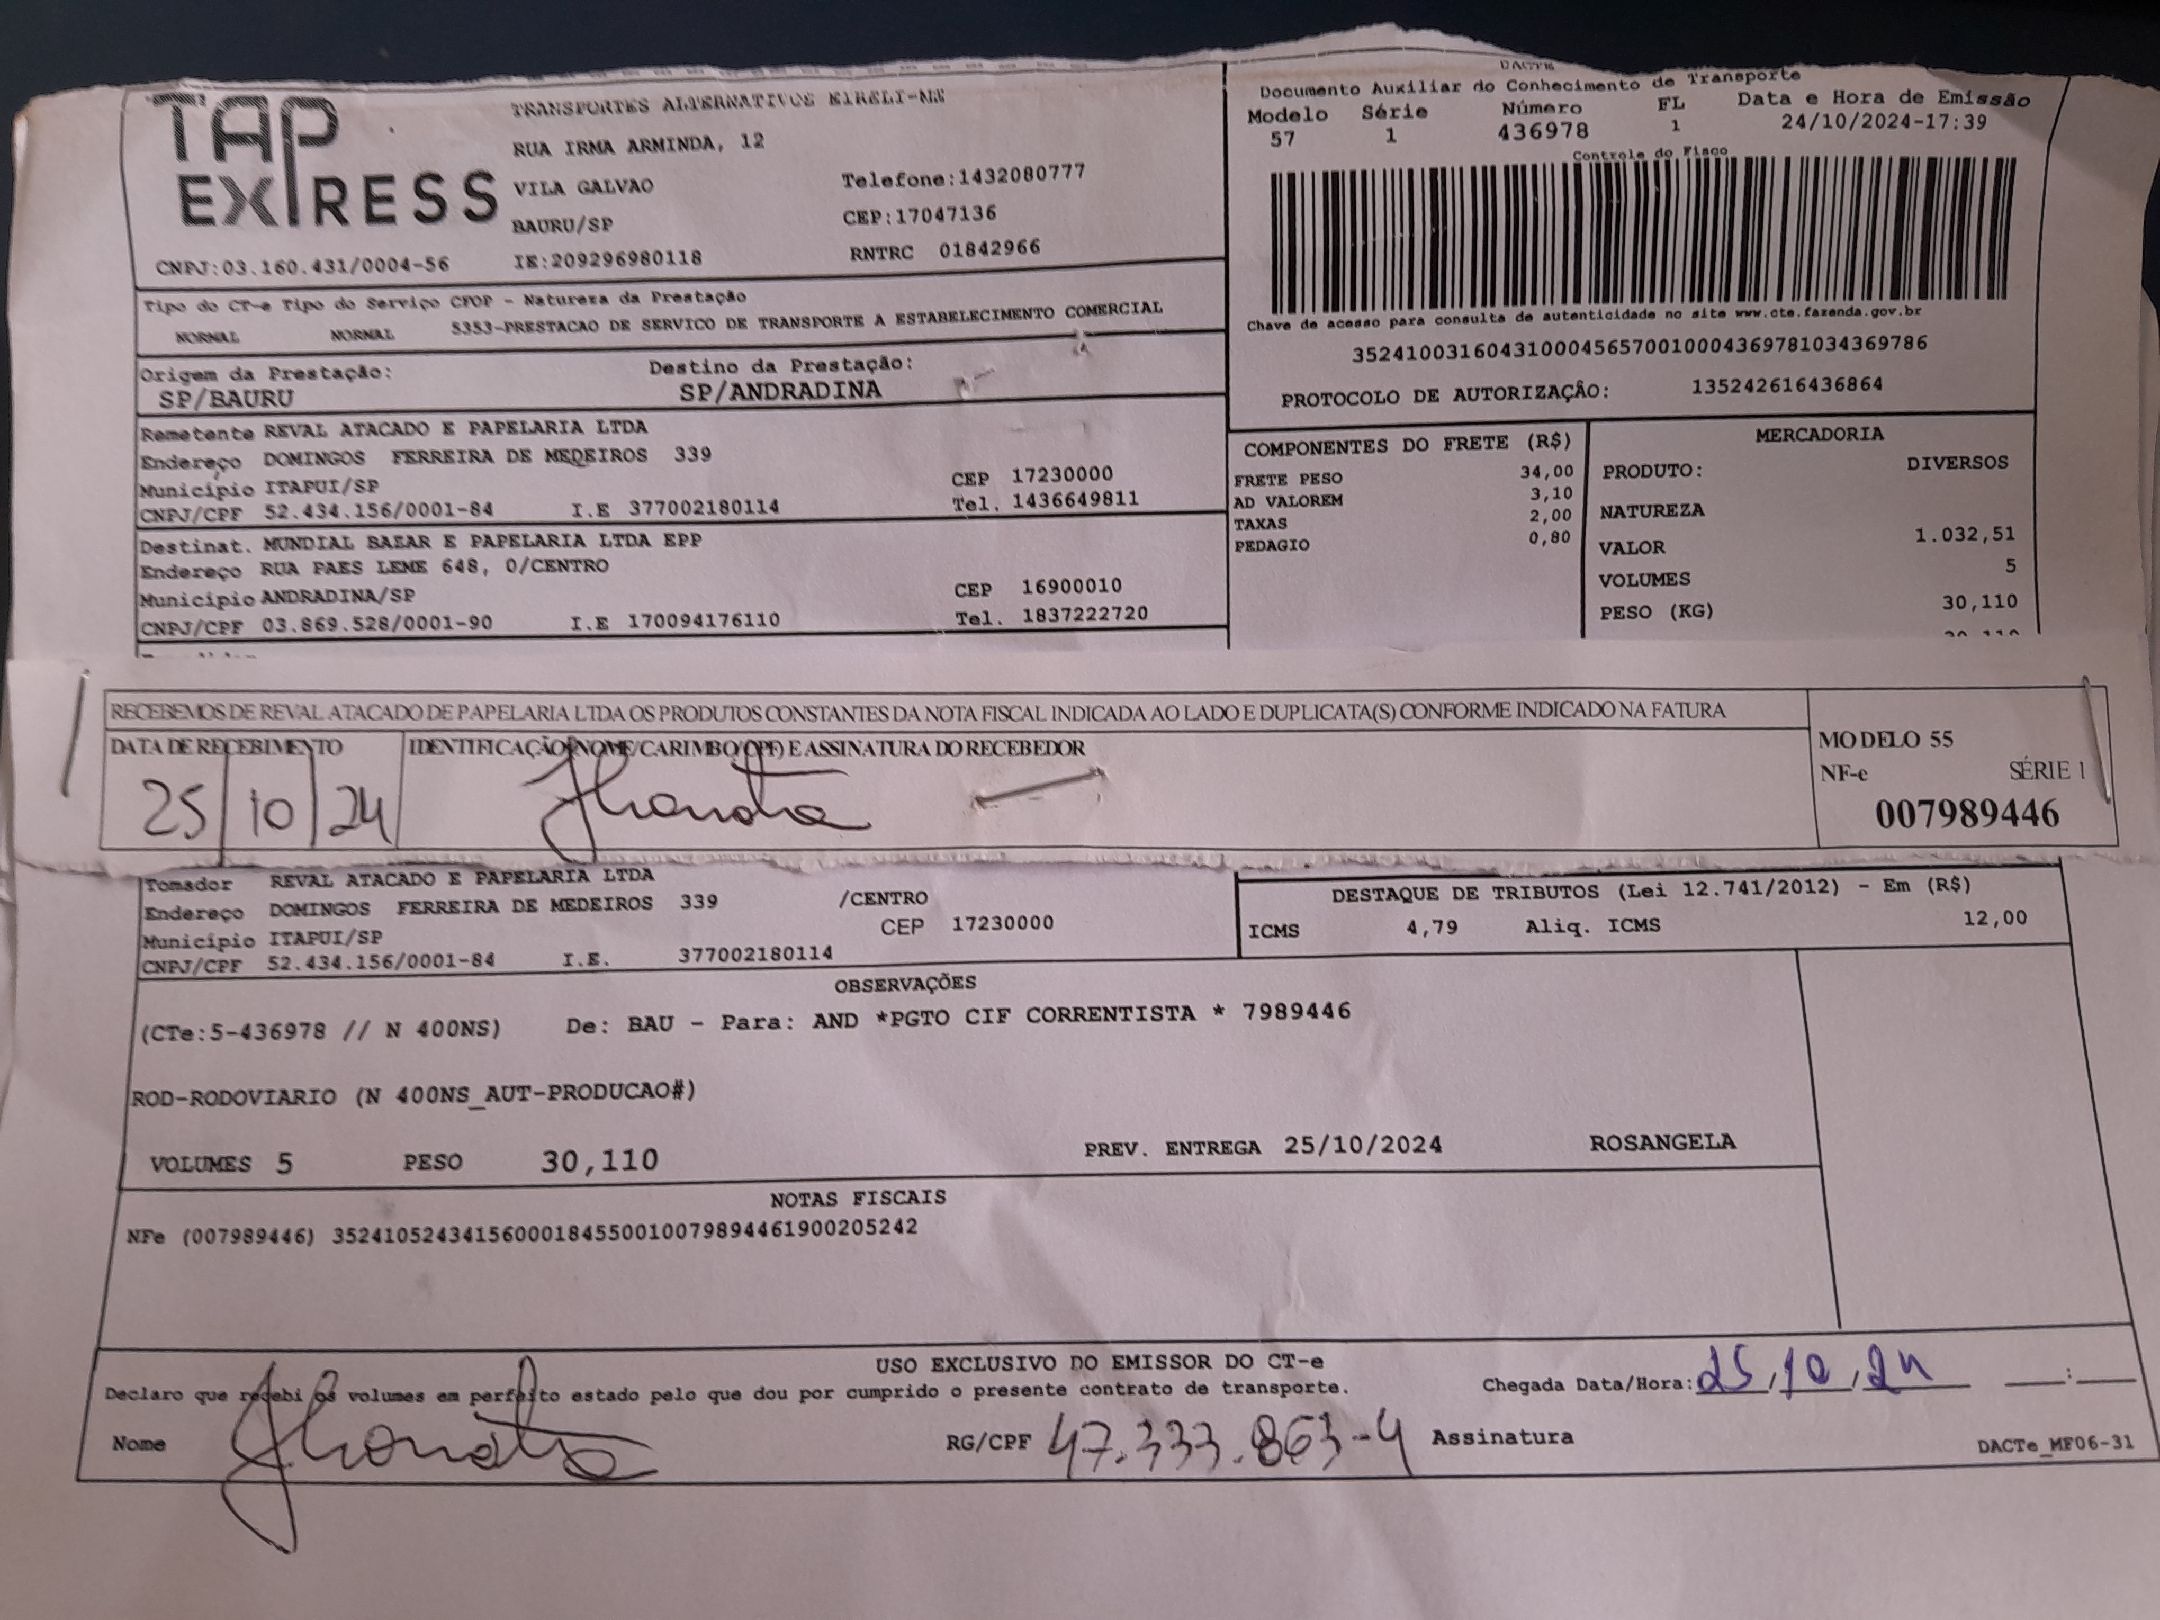 TAP
EXPRESS
TRANSPORTES ALTERNATIVOS EIRELI-ME
RUA IRMA ARMINDA, 12
VILA GALVAO Telefone:1432080777
BAURU/SP CEP:17047136
CNPJ:03.160.431/0004-56 IE:209296980118 RNTRC 01842966
DACTE
Documento Auxiliar do Conhecimento de Transporte
Modelo Série Número FL Data e Hora de Emissão
57 1 436978 1 24/10/2024-17:39
Controle do Fisco
Chave de acesso para consulta de autenticidade no site www.cte.fazenda.gov.br
35241003160431000456570010004369781034369786
PROTOCOLO DE AUTORIZAÇÂO: 135242616436864
Tipo do CT-e Tipo do Serviço CFOP - Natureza da Prestação
NORMAL NORMAL 5353-PRESTACAO DE SERVICO DE TRANSPORTE A ESTABELECIMENTO COMERCIAL
Origem da Prestação: Destino da Prestação:
SP/BAURU SP/ANDRADINA
Remetente REVAL ATACADO E PAPELARIA LTDA
Endereço DOMINGOS FERREIRA DE MEDEIROS 339
Município ITAPUI/SP CEP 17230000
CNPJ/CPF 52.434.156/0001-84 I.E 377002180114 Tel. 1436649811
Destinat. MUNDIAL BAZAR E PAPELARIA LTDA EPP
Endereço RUA PAES LEME 648, 0/CENTRO
Município ANDRADINA/SP CEP 16900010
CNPJ/CPF 03.869.528/0001-90 I.E 170094176110 Tel. 1837222720
COMPONENTES DO FRETE (R$)
FRETE PESO 34,00
AD VALOREM 3,10
TAXAS 2,00
PEDAGIO 0,80
MERCADORIA
PRODUTO: DIVERSOS
NATUREZA
VALOR 1.032,51
VOLUMES 5
PESO (KG) 30,110
RECEBEMOS DE REVAL ATACADO DE PAPELARIA LTDA OS PRODUTOS CONSTANTES DA NOTA FISCAL INDICADA AO LADO E DUPLICATA(S) CONFORME INDICADO NA FATURA
DATA DE RECEBIMENTO IDENTIFICAÇÃO(NOME/CARIMBO(CPF) E ASSINATURA DO RECEBEDOR
25/10/24
MODELO 55
NF-e SÉRIE 1
007989446
Tomador REVAL ATACADO E PAPELARIA LTDA
Endereço DOMINGOS FERREIRA DE MEDEIROS 339 /CENTRO
Município ITAPUI/SP CEP 17230000
CNPJ/CPF 52.434.156/0001-84 I.E. 377002180114
DESTAQUE DE TRIBUTOS (Lei 12.741/2012) - Em (R$)
ICMS 4,79 Aliq. ICMS 12,00
OBSERVAÇÕES
(CTe:5-436978 // N 400NS) De: BAU - Para: AND *PGTO CIF CORRENTISTA * 7989446
ROD-RODOVIARIO (N 400NS_AUT-PRODUCAO#)
VOLUMES 5 PESO 30,110 PREV. ENTREGA 25/10/2024 ROSANGELA
NOTAS FISCAIS
NFe (007989446) 35241052434156000184550010079894461900205242
USO EXCLUSIVO DO EMISSOR DO CT-e
Declaro que recebi os volumes em perfeito estado pelo que dou por cumprido o presente contrato de transporte. Chegada Data/Hora: 25,10,24 :
Nome RG/CPF 47.333.863-4 Assinatura
DACTe_MF06-31